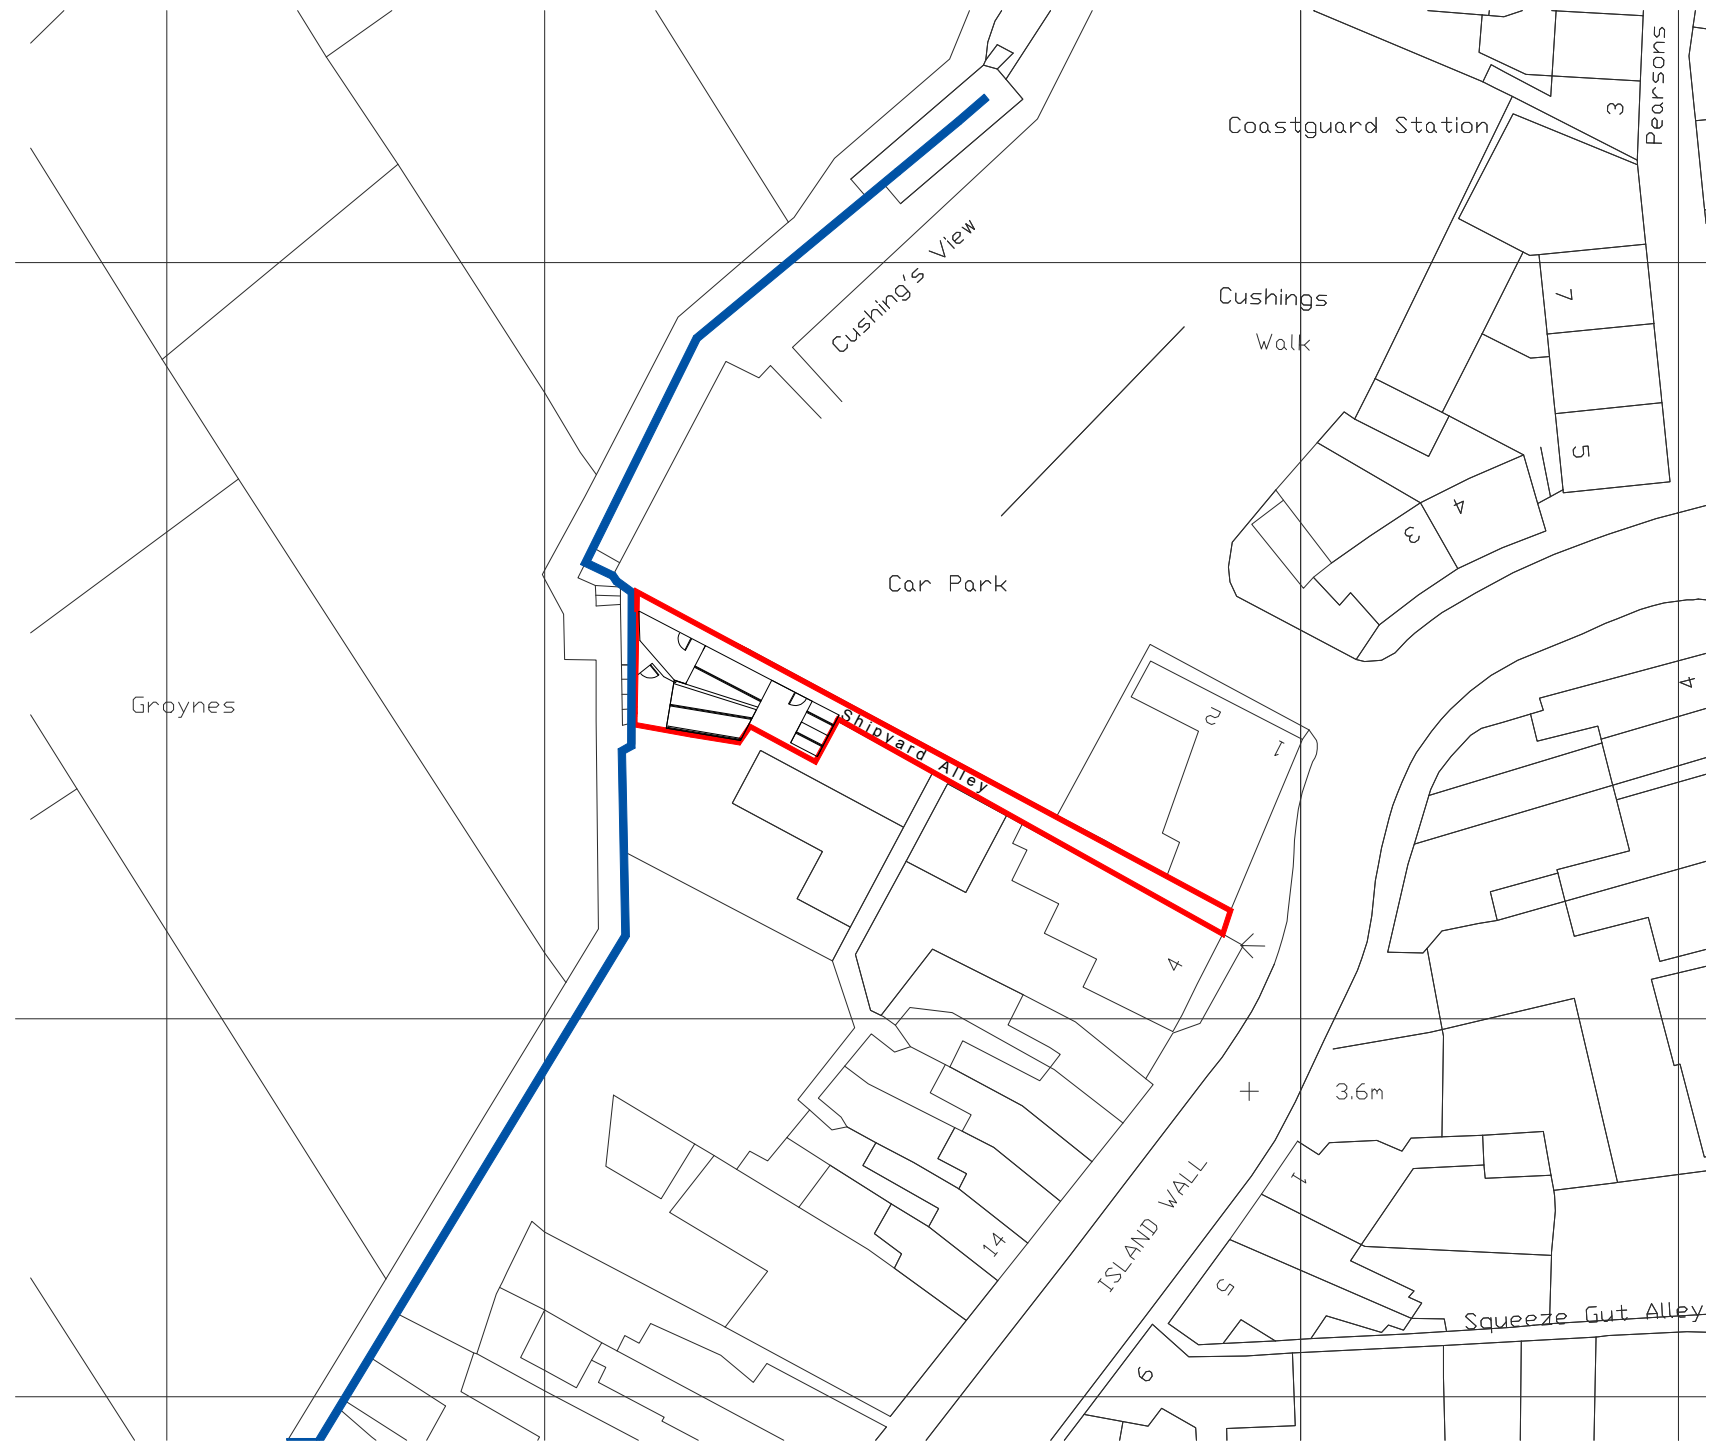 Pearsons
3
Coastguard Station
Cushing's View
Cushings
Walk
7
5
4
3
Car Park
Groynes
4
2
1
Shipyard Alley
4
3.6m
1
ISLAND WALL
14
5
Squeeze Gut Alley
9